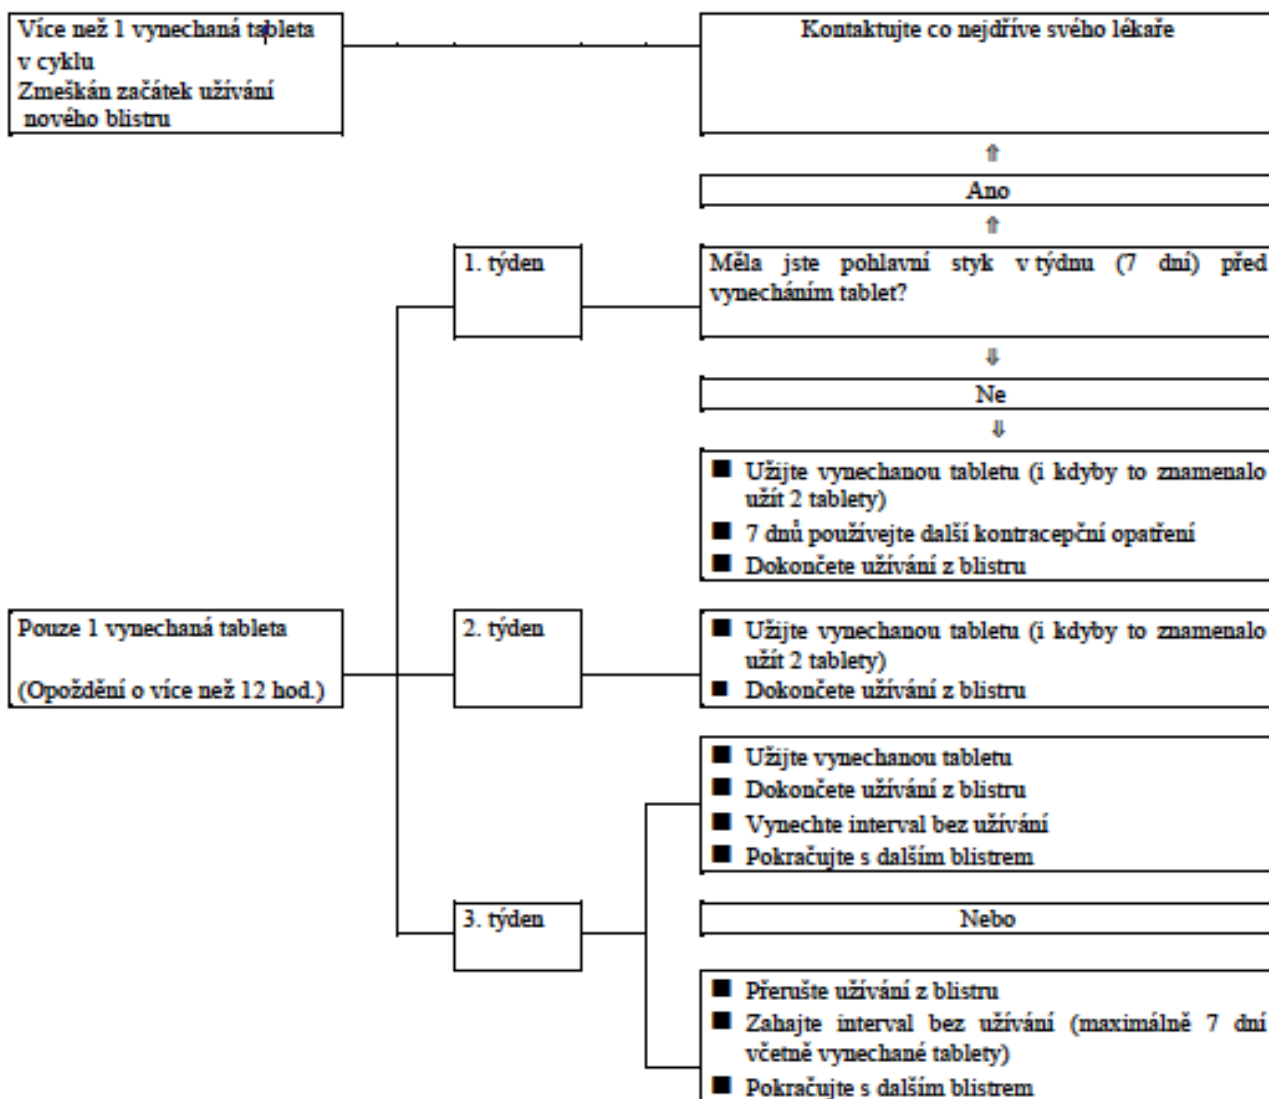 Více než 1 vynechaná tableta
v cyklu
Zmeškán začátek užívání
nového blistru
Kontaktujte co nejdříve svého lékaře
⇑
Ano
⇑
1. týden
Měla jste pohlavní styk v týdnu (7 dní) před
vynecháním tablet?
⇓
Ne
⇓
■ Užijte vynechanou tabletu (i kdyby to znamenalo
užít 2 tablety)
■ 7 dnů používejte další kontracepční opatření
■ Dokončete užívání z blistru
Pouze 1 vynechaná tableta
(Opoždění o více než 12 hod.)
2. týden
■ Užijte vynechanou tabletu (i kdyby to znamenalo
užít 2 tablety)
■ Dokončete užívání z blistru
■ Užijte vynechanou tabletu
■ Dokončete užívání z blistru
■ Vynechte interval bez užívání
■ Pokračujte s dalším blistrem
3. týden
Nebo
■ Přerušte užívání z blistru
■ Zahajte interval bez užívání (maximálně 7 dní
včetně vynechané tablety)
■ Pokračujte s dalším blistrem